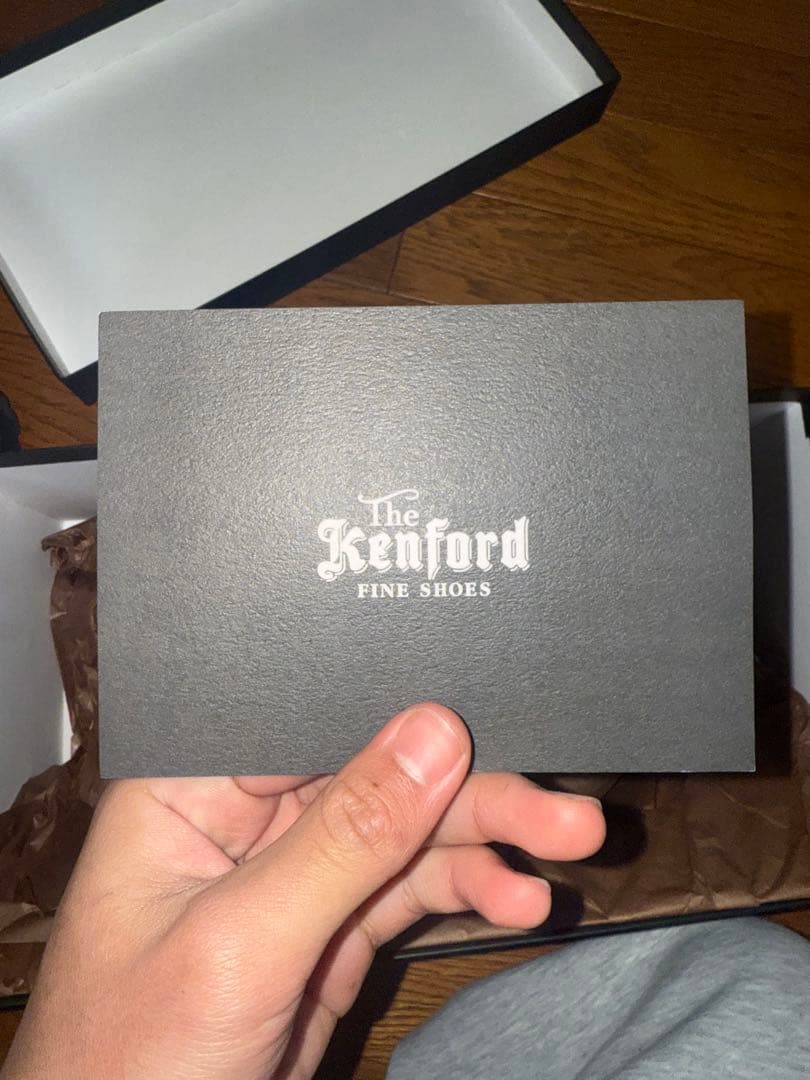 The
Kenford
FINE SHOES